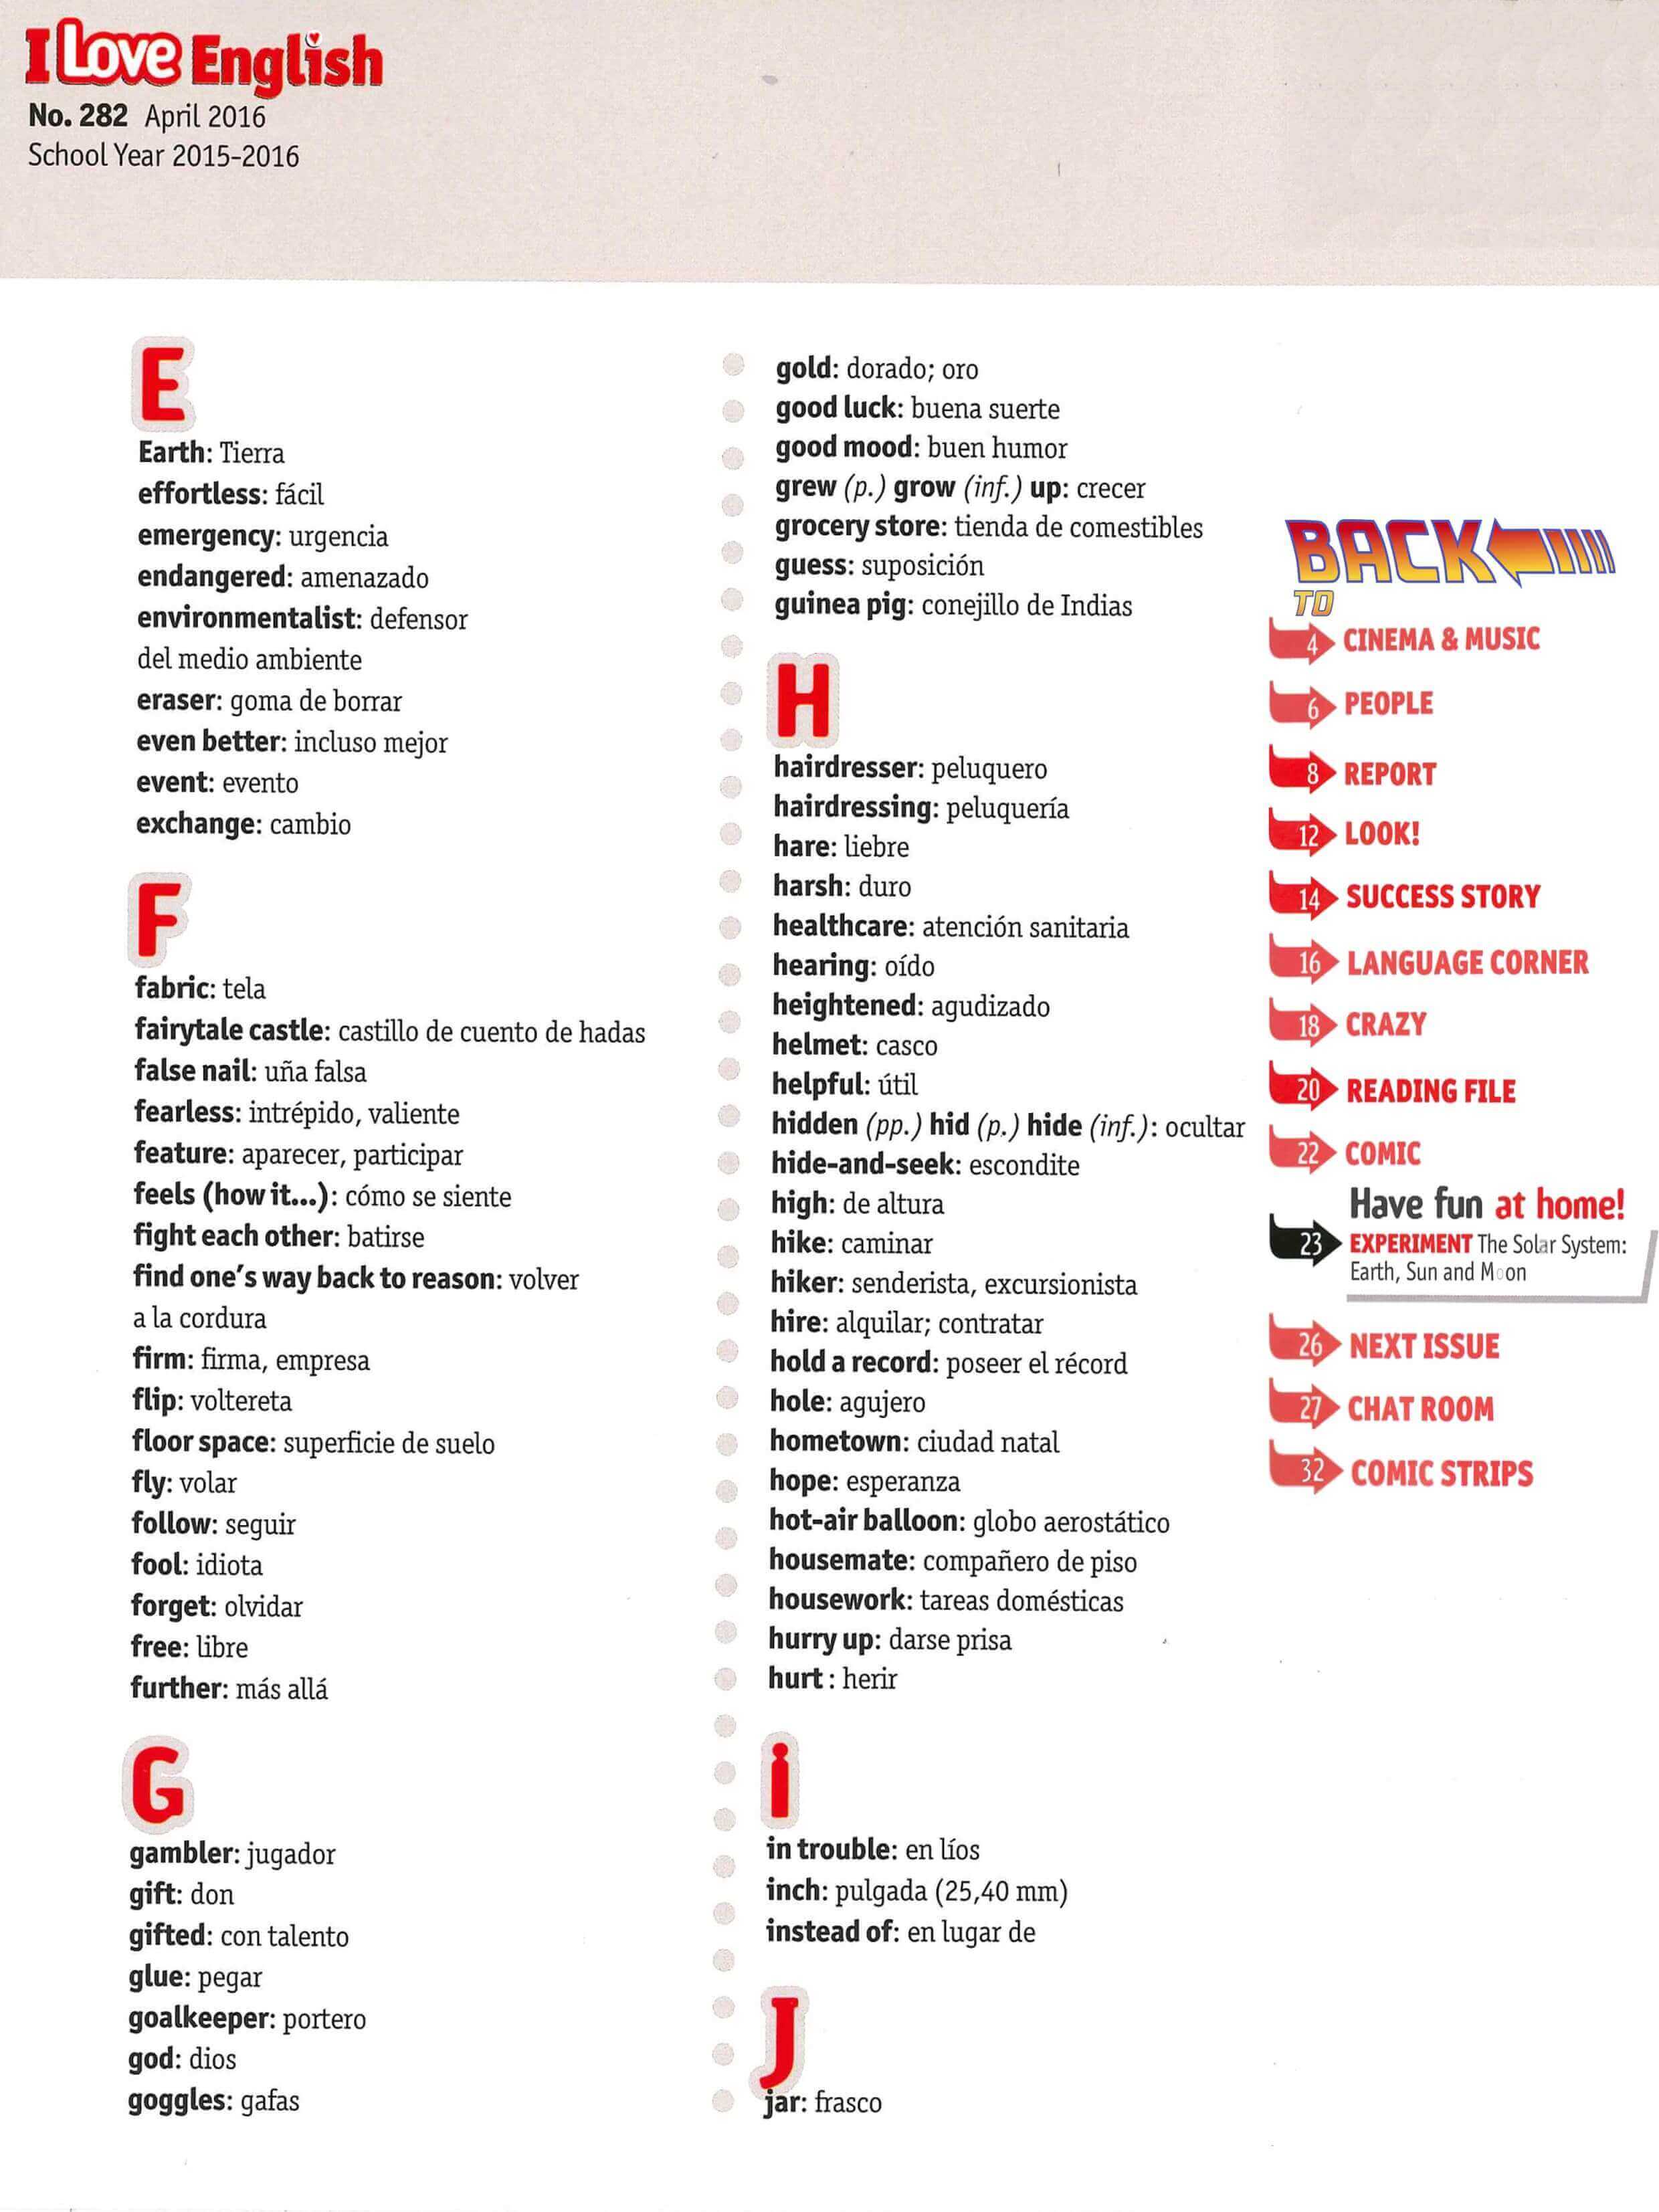 I Love English
No. 282 April 2016
School Year 2015-2016
E
Earth: Tierra
effortless: fácil
emergency: urgencia
endangered: amenazado
environmentalist: defensor
del medio ambiente
eraser: goma de borrar
even better: incluso mejor
event: evento
exchange: cambio
F
fabric: tela
fairytale castle: castillo de cuento de hadas
false nail: uña falsa
fearless: intrépido, valiente
feature: aparecer, participar
feels (how it...): cómo se siente
fight each other: batirse
find one's way back to reason: volver
a la cordura
firm: firma, empresa
flip: voltereta
floor space: superficie de suelo
fly: volar
follow: seguir
fool: idiota
forget: olvidar
free: libre
further: más allá
G
gambler: jugador
gift: don
gifted: con talento
glue: pegar
goalkeeper: portero
god: dios
goggles: gafas
gold: dorado; oro
good luck: buena suerte
good mood: buen humor
grew (p.) grow (inf.) up: crecer
grocery store: tienda de comestibles
guess: suposición
guinea pig: conejillo de Indias
H
hairdresser: peluquero
hairdressing: peluquería
hare: liebre
harsh: duro
healthcare: atención sanitaria
hearing: oído
heightened: agudizado
helmet: casco
helpful: útil
hidden (pp.) hid (p.) hide (inf.): ocultar
hide-and-seek: escondite
high: de altura
hike: caminar
hiker: senderista, excursionista
hire: alquilar; contratar
hold a record: poseer el récord
hole: agujero
hometown: ciudad natal
hope: esperanza
hot-air balloon: globo aerostático
housemate: compañero de piso
housework: tareas domésticas
hurry up: darse prisa
hurt : herir
i
in trouble: en líos
inch: pulgada (25,40 mm)
instead of: en lugar de
J
jar: frasco
BACK
TO
4 CINEMA & MUSIC
6 PEOPLE
8 REPORT
12 LOOK!
14 SUCCESS STORY
16 LANGUAGE CORNER
18 CRAZY
20 READING FILE
22 COMIC
Have fun at home!
23 EXPERIMENT The Solar System:
Earth, Sun and Moon
26 NEXT ISSUE
27 CHAT ROOM
32 COMIC STRIPS